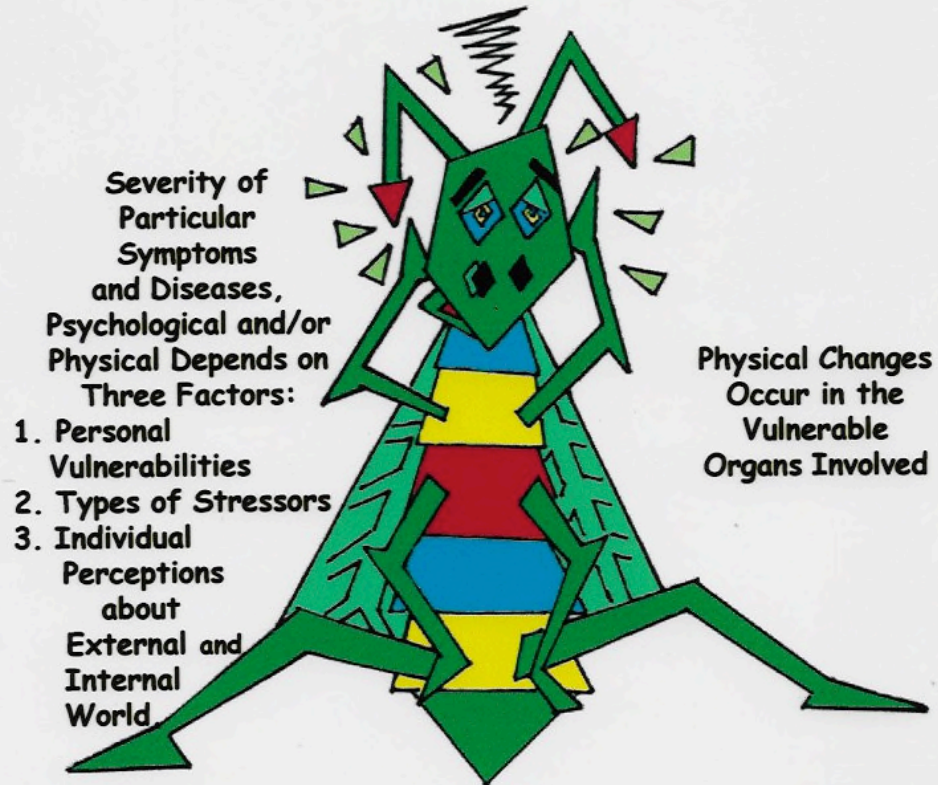 Severity of
Particular
Symptoms
and Diseases,
Psychological and/or
Physical Depends on
Three Factors:
1. Personal
Vulnerabilities
2. Types of Stressors
3. Individual
Perceptions
about
External and
Internal
World.
Physical Changes
Occur in the
Vulnerable
Organs Involved